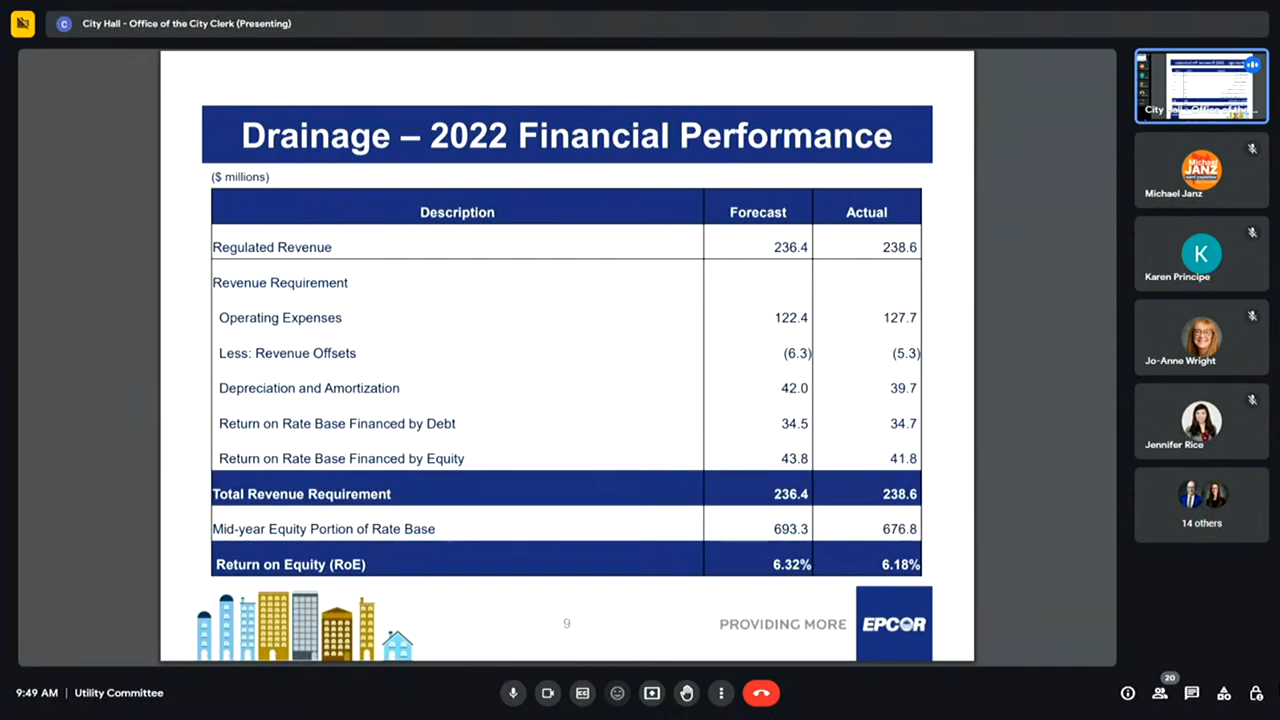 City Hall - Office of the City Clerk (Presenting)
Drainage – 2022 Financial Performance
($ millions)
Description Forecast Actual
Regulated Revenue 236.4 238.6
Revenue Requirement
Operating Expenses 122.4 127.7
Less: Revenue Offsets (6.3) (5.3)
Depreciation and Amortization 42.0 39.7
Return on Rate Base Financed by Debt 34.5 34.7
Return on Rate Base Financed by Equity 43.8 41.8
Total Revenue Requirement 236.4 238.6
Mid-year Equity Portion of Rate Base 693.3 676.8
Return on Equity (RoE) 6.32% 6.18%
9
PROVIDING MORE EPCOR
Michael
JANZ
Michael Janz
K
Karen Principe
Jo-Anne Wright
Jennifer Rice
14 others
9:49 AM | Utility Committee
20